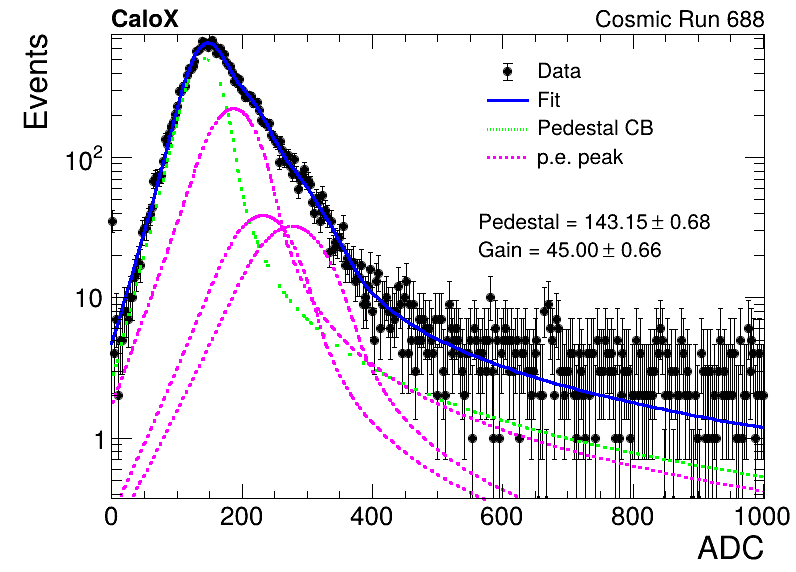 CaloX Cosmic Run 688
Events
Data
Fit
Pedestal CB
p.e. peak
Pedestal = 143.15 ± 0.68
Gain = 45.00 ± 0.66
10²
10
1
0 200 400 600 800 1000
ADC